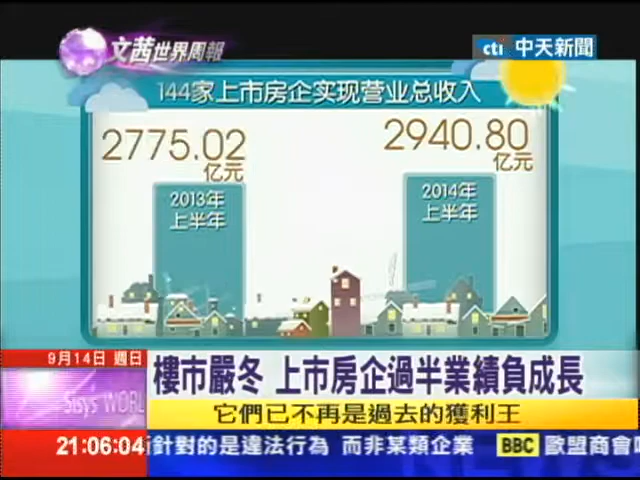 文茜世界周報
cti 中天新聞
144家上市房企实现营业总收入
2775.02
亿元
2940.80
亿元
2013年
上半年
2014年
上半年
9月14日 週日
樓市嚴冬 上市房企過半業績負成長
Sisy's WORL
它們已不再是過去的獲利王
21:06:04
針對的是違法行為 而非某類企業
BBC 歐盟商會